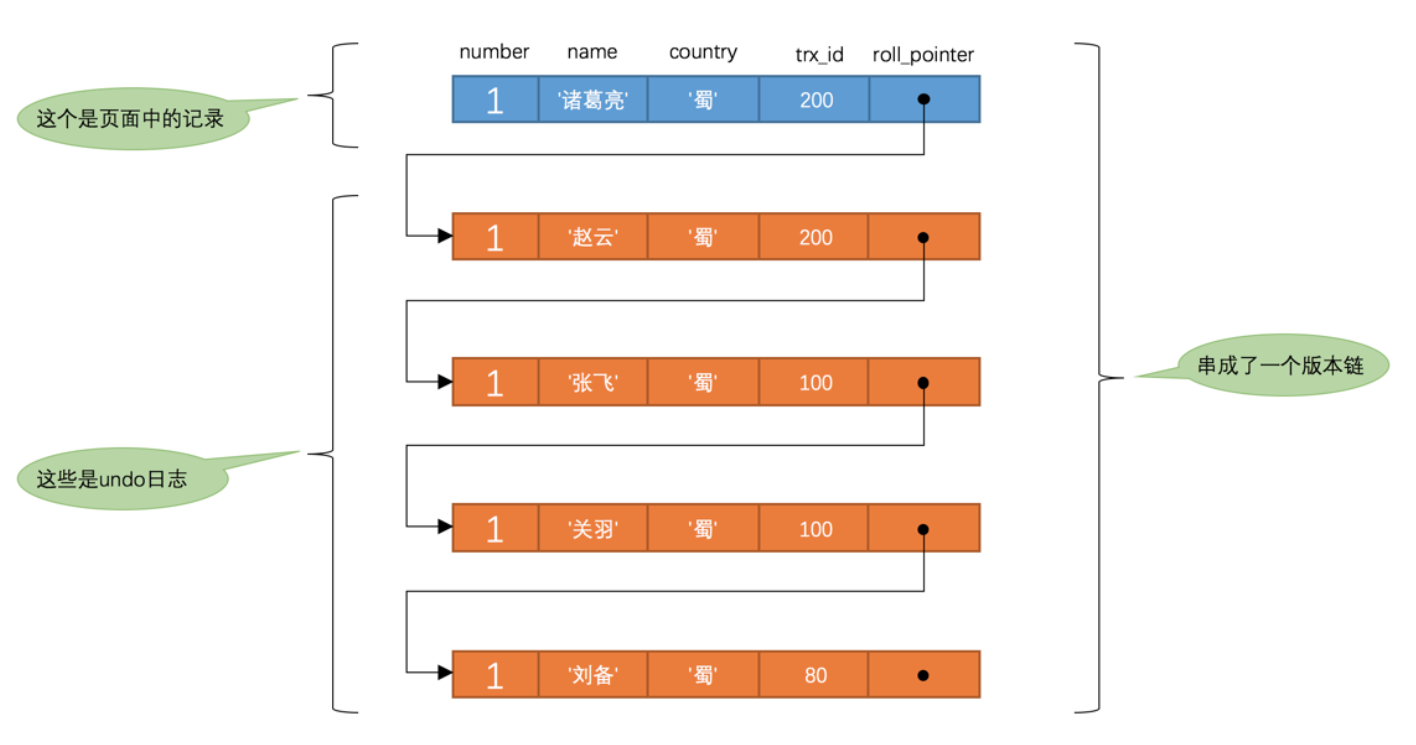 number name country trx_id roll_pointer
1 '诸葛亮' '蜀' 200
这个是页面中的记录
1 '赵云' '蜀' 200
1 '张飞' '蜀' 100
串成了一个版本链
这些是undo日志
1 '关羽' '蜀' 100
1 '刘备' '蜀' 80